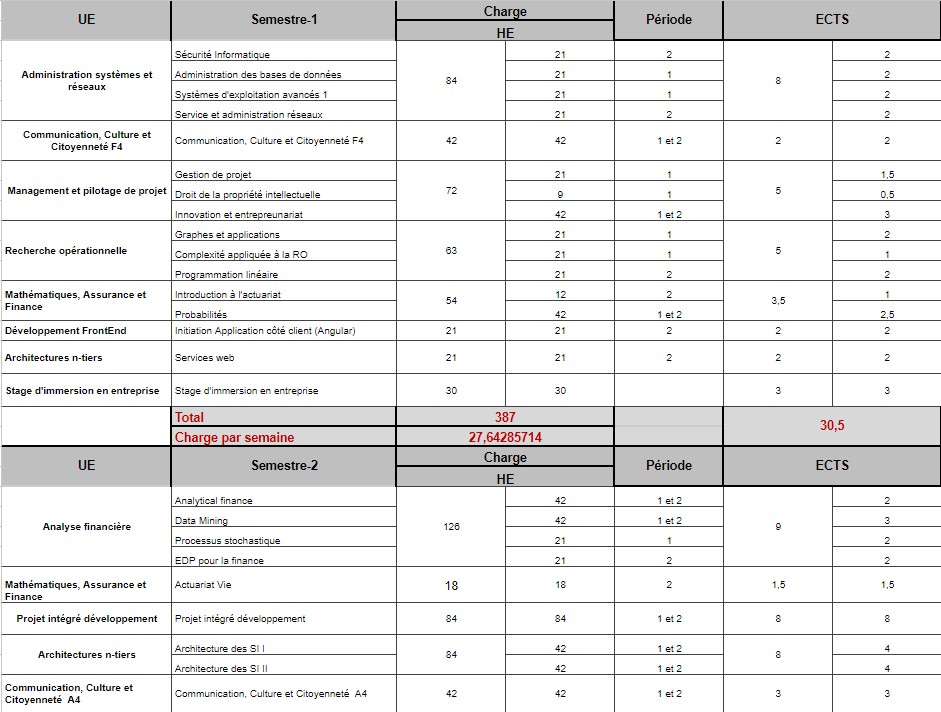 UE Semestre-1 Charge Période ECTS
HE
Administration systèmes et réseaux Sécurité Informatique 84 21 2 8 2
Administration des bases de données 21 1 2
Systèmes d'exploitation avancés 1 21 1 2
Service et administration réseaux 21 2 2
Communication, Culture et Citoyenneté F4 Communication, Culture et Citoyenneté F4 42 42 1 et 2 2 2
Management et pilotage de projet Gestion de projet 72 21 1 5 1,5
Droit de la propriété intellectuelle 9 1 0,5
Innovation et entrepreunariat 42 1 et 2 3
Recherche opérationnelle Graphes et applications 63 21 1 5 2
Complexité appliquée à la RO 21 1 1
Programmation linéaire 21 2 2
Mathématiques, Assurance et Finance Introduction à l'actuariat 54 12 2 3,5 1
Probabilités 42 1 et 2 2,5
Développement FrontEnd Initiation Application côté client (Angular) 21 21 2 2 2
Architectures n-tiers Services web 21 21 2 2 2
Stage d'immersion en entreprise Stage d'immersion en entreprise 30 30 3 3
Total 387 30,5
Charge par semaine 27,64285714
UE Semestre-2 Charge Période ECTS
HE
Analyse financière Analytical finance 126 42 1 et 2 9 2
Data Mining 42 1 et 2 3
Processus stochastique 21 1 2
EDP pour la finance 21 2 2
Mathématiques, Assurance et Finance Actuariat Vie 18 18 2 1,5 1,5
Projet intégré développement Projet intégré développement 84 84 1 et 2 8 8
Architectures n-tiers Architecture des SI I 84 42 1 et 2 8 4
Architecture des SI II 42 1 et 2 4
Communication, Culture et Citoyenneté A4 Communication, Culture et Citoyenneté A4 42 42 1 et 2 3 3